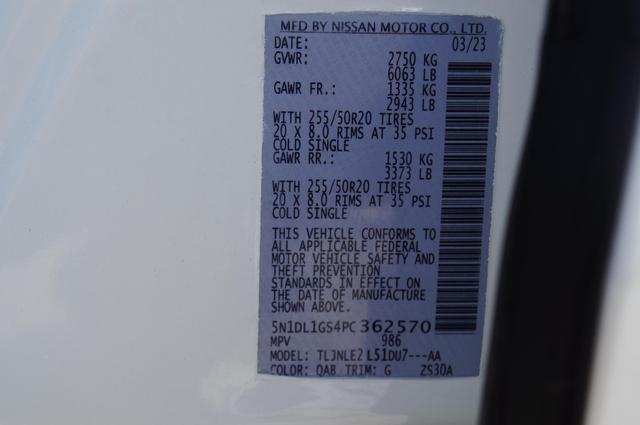 MFD BY NISSAN MOTOR CO., LTD.
DATE: 03/23
GVWR: 2750 KG
6063 LB
GAWR FR.: 1335 KG
2943 LB
WITH 255/50R20 TIRES
20 X 8.0 RIMS AT 35 PSI
COLD SINGLE
GAWR RR.: 1530 KG
3373 LB
WITH 255/50R20 TIRES
20 X 8.0 RIMS AT 35 PSI
COLD SINGLE
THIS VEHICLE CONFORMS TO
ALL APPLICABLE FEDERAL
MOTOR VEHICLE SAFETY AND
THEFT PREVENTION
STANDARDS IN EFFECT ON
THE DATE OF MANUFACTURE
SHOWN ABOVE.
5N1DL1GS4PC362570
MPV 986
MODEL: TLJNLE2 L51DU7---AA
COLOR: QAB TRIM: G ZS30A